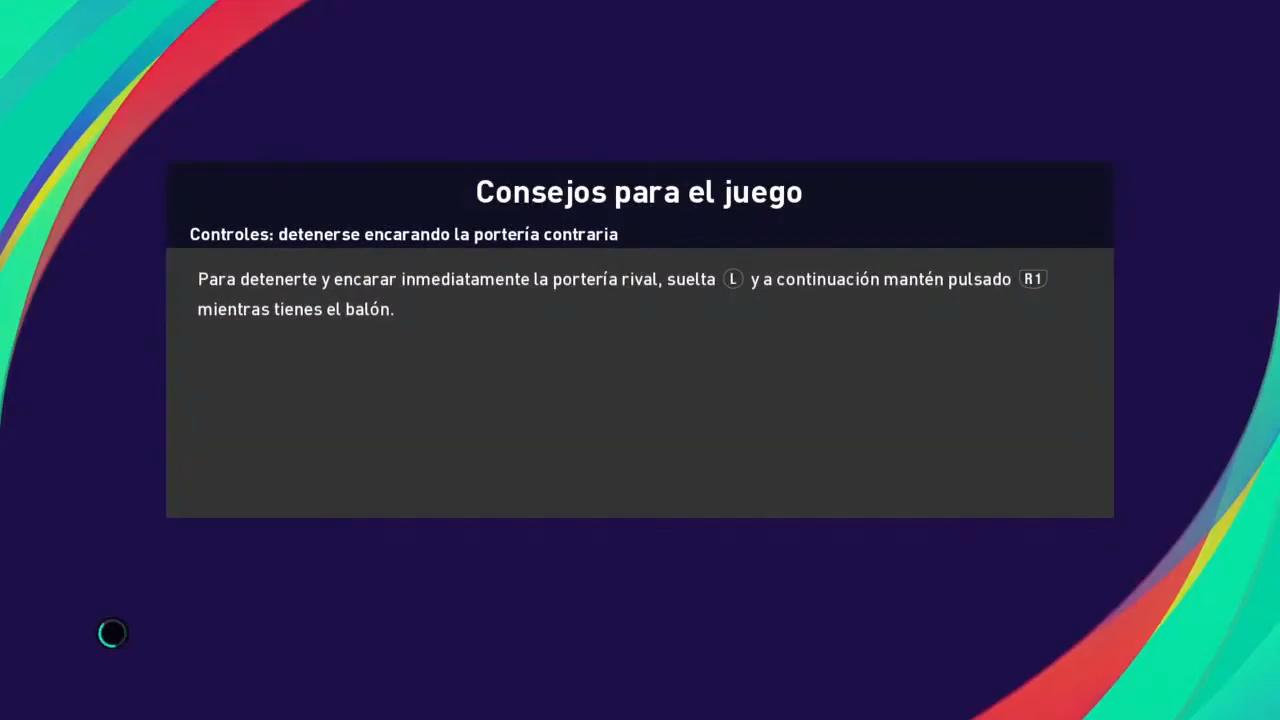 Consejos para el juego
Controles: detenerse encarando la portería contraria
Para detenerte y encarar inmediatamente la portería rival, suelta L y a continuación mantén pulsado R1
mientras tienes el balón.